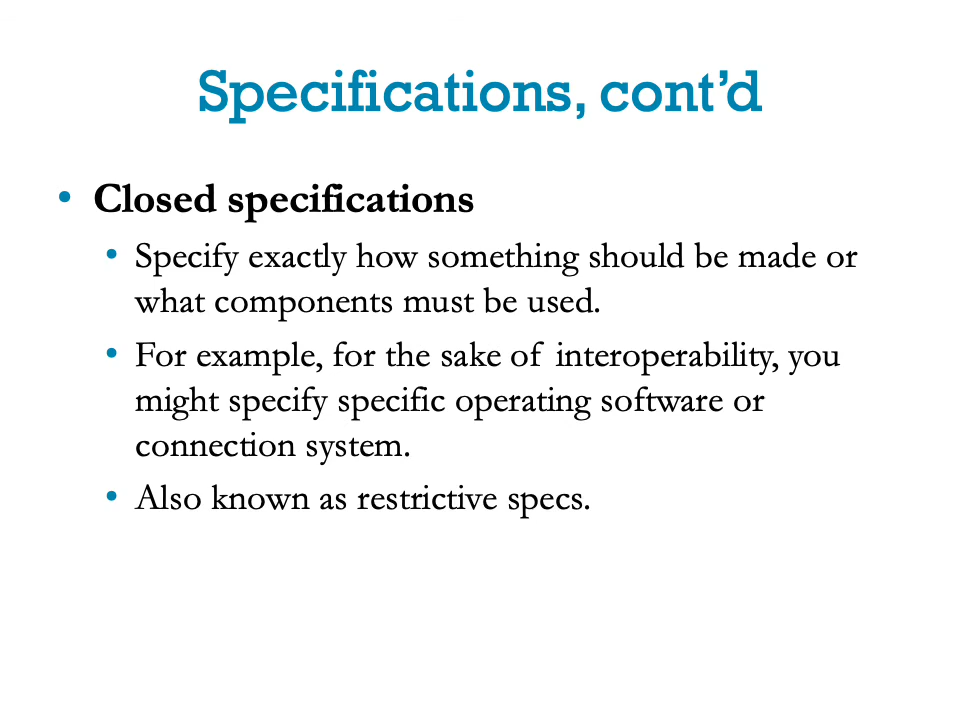 Specifications, cont’d
• Closed specifications
• Specify exactly how something should be made or
what components must be used.
• For example, for the sake of interoperability, you
might specify specific operating software or
connection system.
• Also known as restrictive specs.